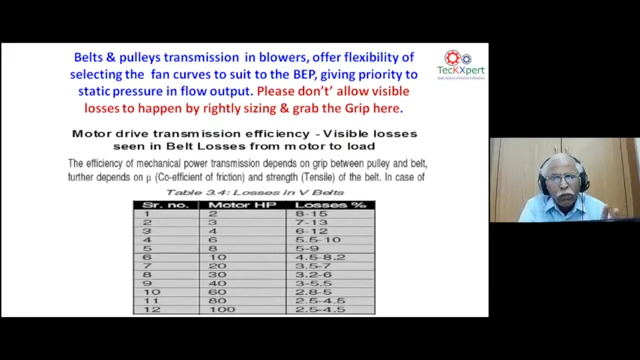 Belts & pulleys transmission in blowers, offer flexibility of
selecting the fan curves to suit to the BEP, giving priority to
static pressure in flow output. Please don't' allow visible
losses to happen by rightly sizing & grab the Grip here.
TecKXpert
Motor drive transmission efficiency - Visible losses
seen in Belt Losses from motor to load
The efficiency of mechanical power transmission depends on grip between pulley and belt,
further depends on µ (Co-efficient of friction) and strength (Tensile) of the belt. In case of
Table 3.4: Losses in V Belts
Sr. no. Motor HP Losses %
1 2 8-15
2 3 7-13
3 4 6-12
4 6 5.5-10
5 8 5-9
6 10 4.5-8.2
7 20 3.5-7
8 30 3.2-6
9 40 3-5.5
10 60 2.8-5
11 80 2.5-4.5
12 100 2.5-4.5